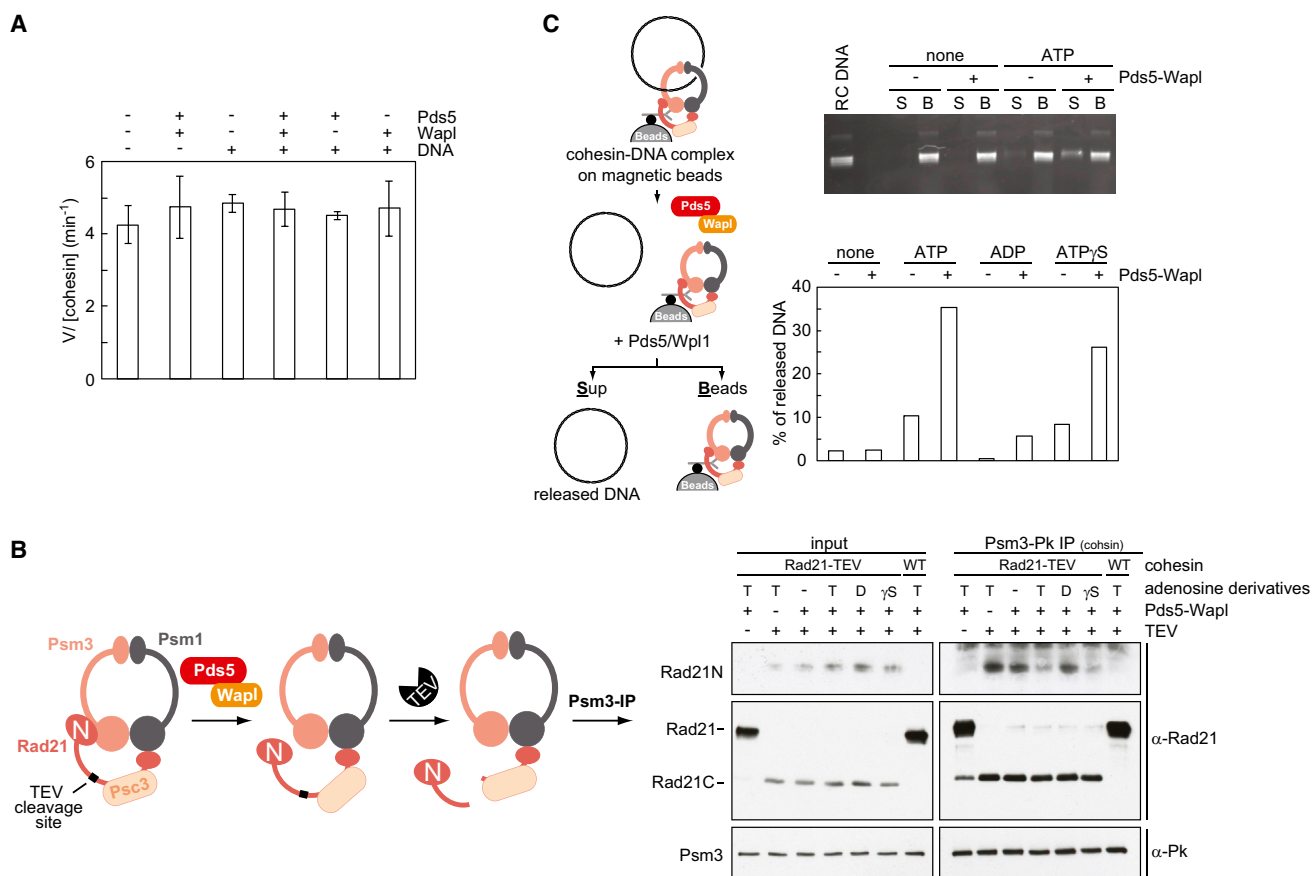 A
- + - + + - Pds5
- + - + - + Wapl
- - + + + + DNA
6
4
2
0
V/ [cohesin] (min⁻¹)
C
Beads
cohesin-DNA complex
on magnetic beads
Pds5
Wapl
Beads
+ Pds5/Wpl1
Sup
Beads
released DNA
Beads
RC DNA
none ATP
- + - + Pds5-Wapl
S B S B S B S B
none ATP ADP ATPγS
- + - + - + - + Pds5-Wapl
40
30
20
10
0
% of released DNA
B
Psm3
Psm1
N
Rad21
Psc3
TEV
cleavage
site
Pds5
Wapl
N
TEV
N
Psm3-IP
input
Rad21-TEV WT
T T - T D γS T
+ - + + + + +
- + + + + + +
Psm3-Pk IP (cohsin)
Rad21-TEV WT cohesin
T T - T D γS T adenosine derivatives
+ - + + + + + Pds5-Wapl
- + + + + + + TEV
Rad21N
Rad21-
Rad21C-
Psm3
α-Rad21
α-Pk